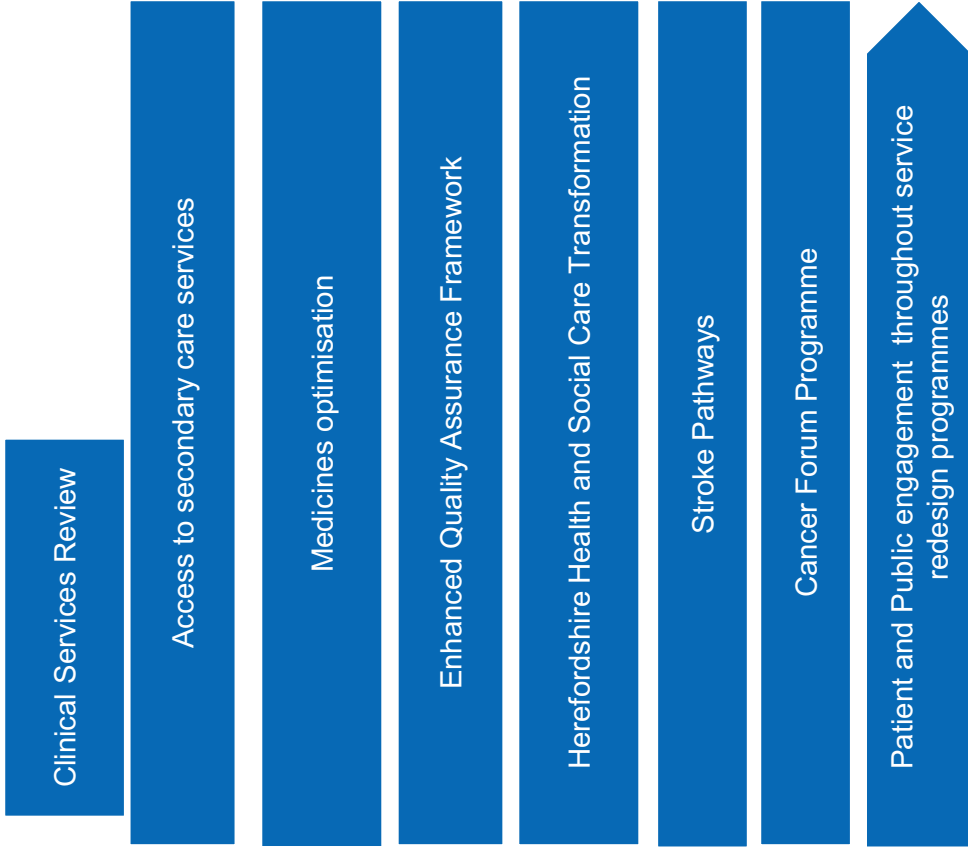 Clinical Services Review
Access to secondary care services
Medicines optimisation
Enhanced Quality Assurance Framework
Herefordshire Health and Social Care Transformation
Stroke Pathways
Cancer Forum Programme
Patient and Public engagement  throughout service
redesign programmes